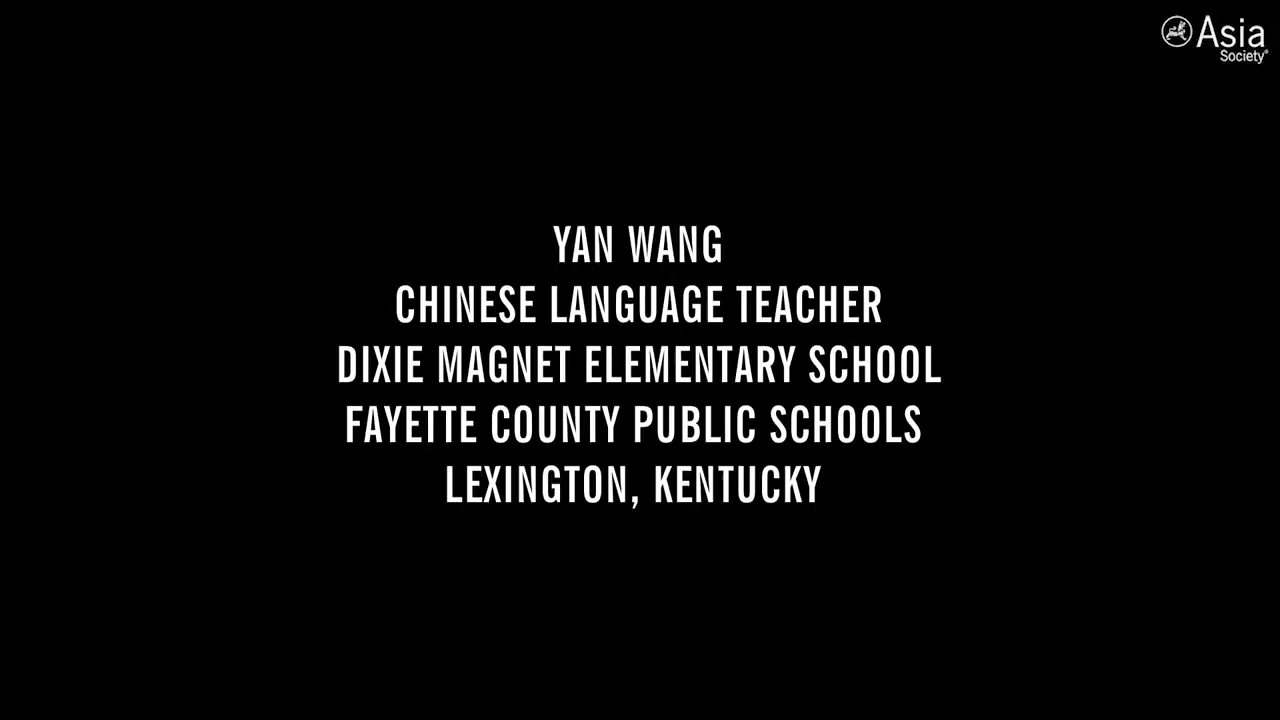 Asia
Society®
YAN WANG
CHINESE LANGUAGE TEACHER
DIXIE MAGNET ELEMENTARY SCHOOL
FAYETTE COUNTY PUBLIC SCHOOLS
LEXINGTON, KENTUCKY